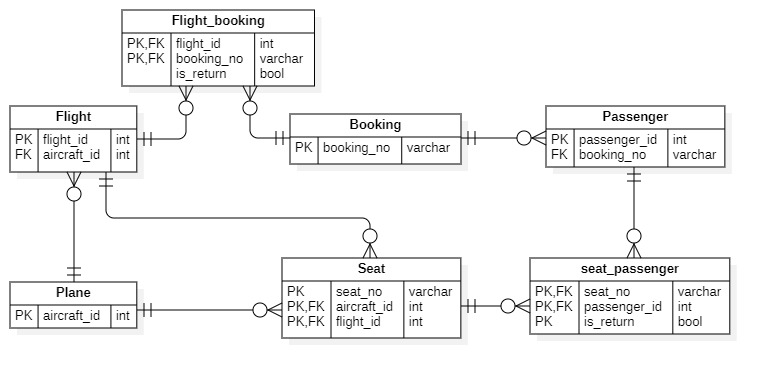 Flight_booking
PK,FK flight_id int
PK,FK booking_no varchar
is_return bool
Flight
PK flight_id int
FK aircraft_id int
Booking
PK booking_no varchar
Passenger
PK passenger_id int
FK booking_no varchar
Plane
PK aircraft_id int
Seat
PK seat_no varchar
PK,FK aircraft_id int
PK,FK flight_id int
seat_passenger
PK,FK seat_no varchar
PK,FK passenger_id int
PK is_return bool